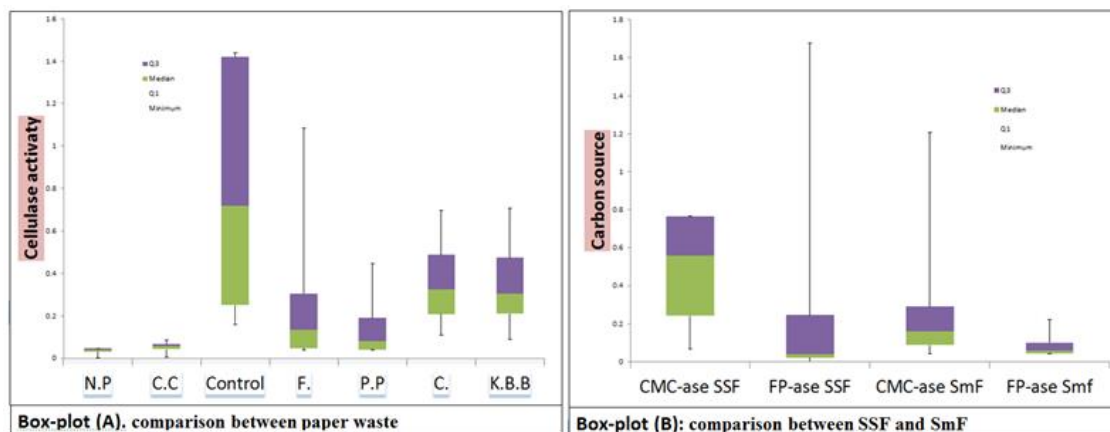 1.6
1.4
1.2
1
0.8
0.6
0.4
0.2
0
Cellulase activaty
Q3
Median
Q1
Minimum
N.P C.C Control F. P.P C. K.B.B
Box-plot (A). comparison between paper waste
1.8
1.6
1.4
1.2
1
0.8
0.6
0.4
0.2
0
Carbon source
Q3
Median
Q1
Minimum
CMC-ase SSF FP-ase SSF CMC-ase SmF FP-ase Smf
Box-plot (B): comparison between SSF and SmF